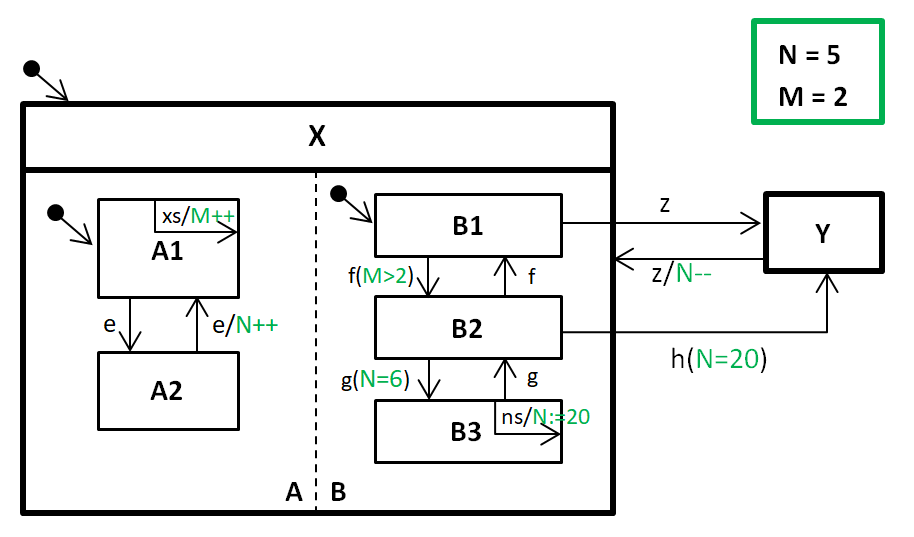 N = 5
M = 2
X
xs/M++
A1
e
e/N++
A2
B1
f(M>2)
f
B2
g(N=6)
g
ns/N:=20
B3
A
B
z
Y
z/N--
h(N=20)